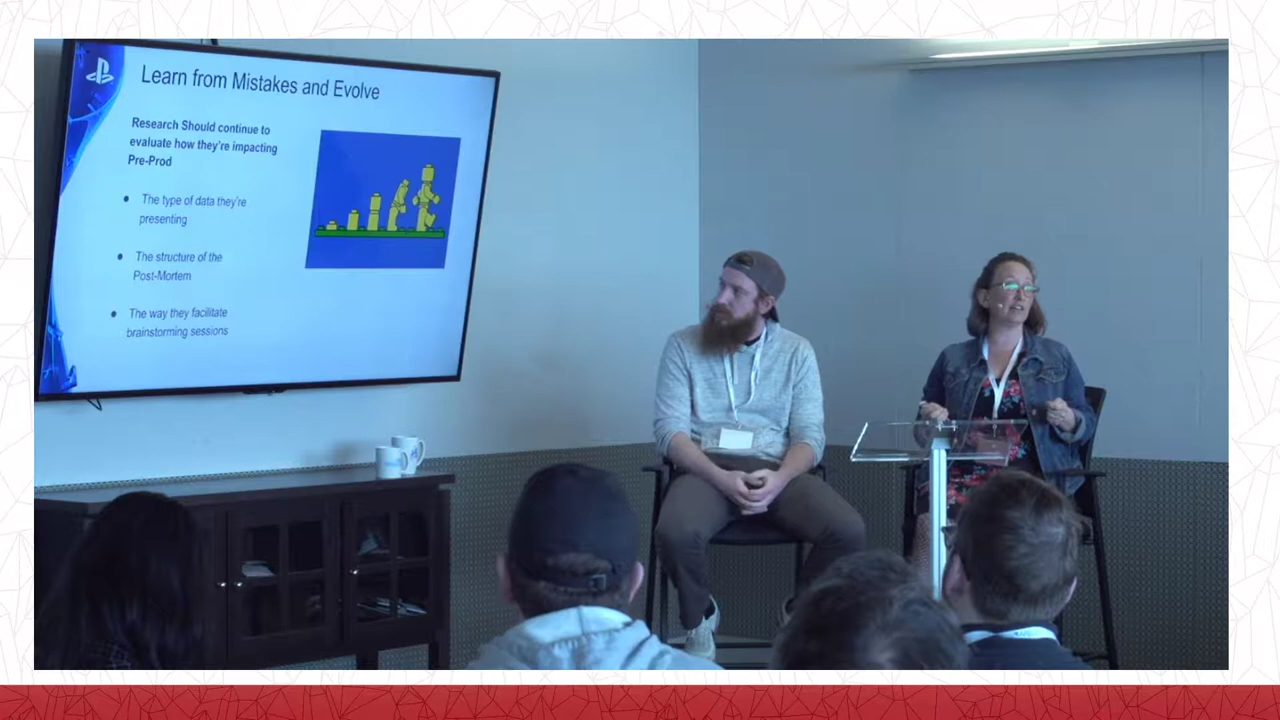 Learn from Mistakes and Evolve
Research Should continue to
evaluate how they're impacting
Pre-Prod
The type of data they're
presenting
The structure of the
Post-Mortem
The way they facilitate
brainstorming sessions